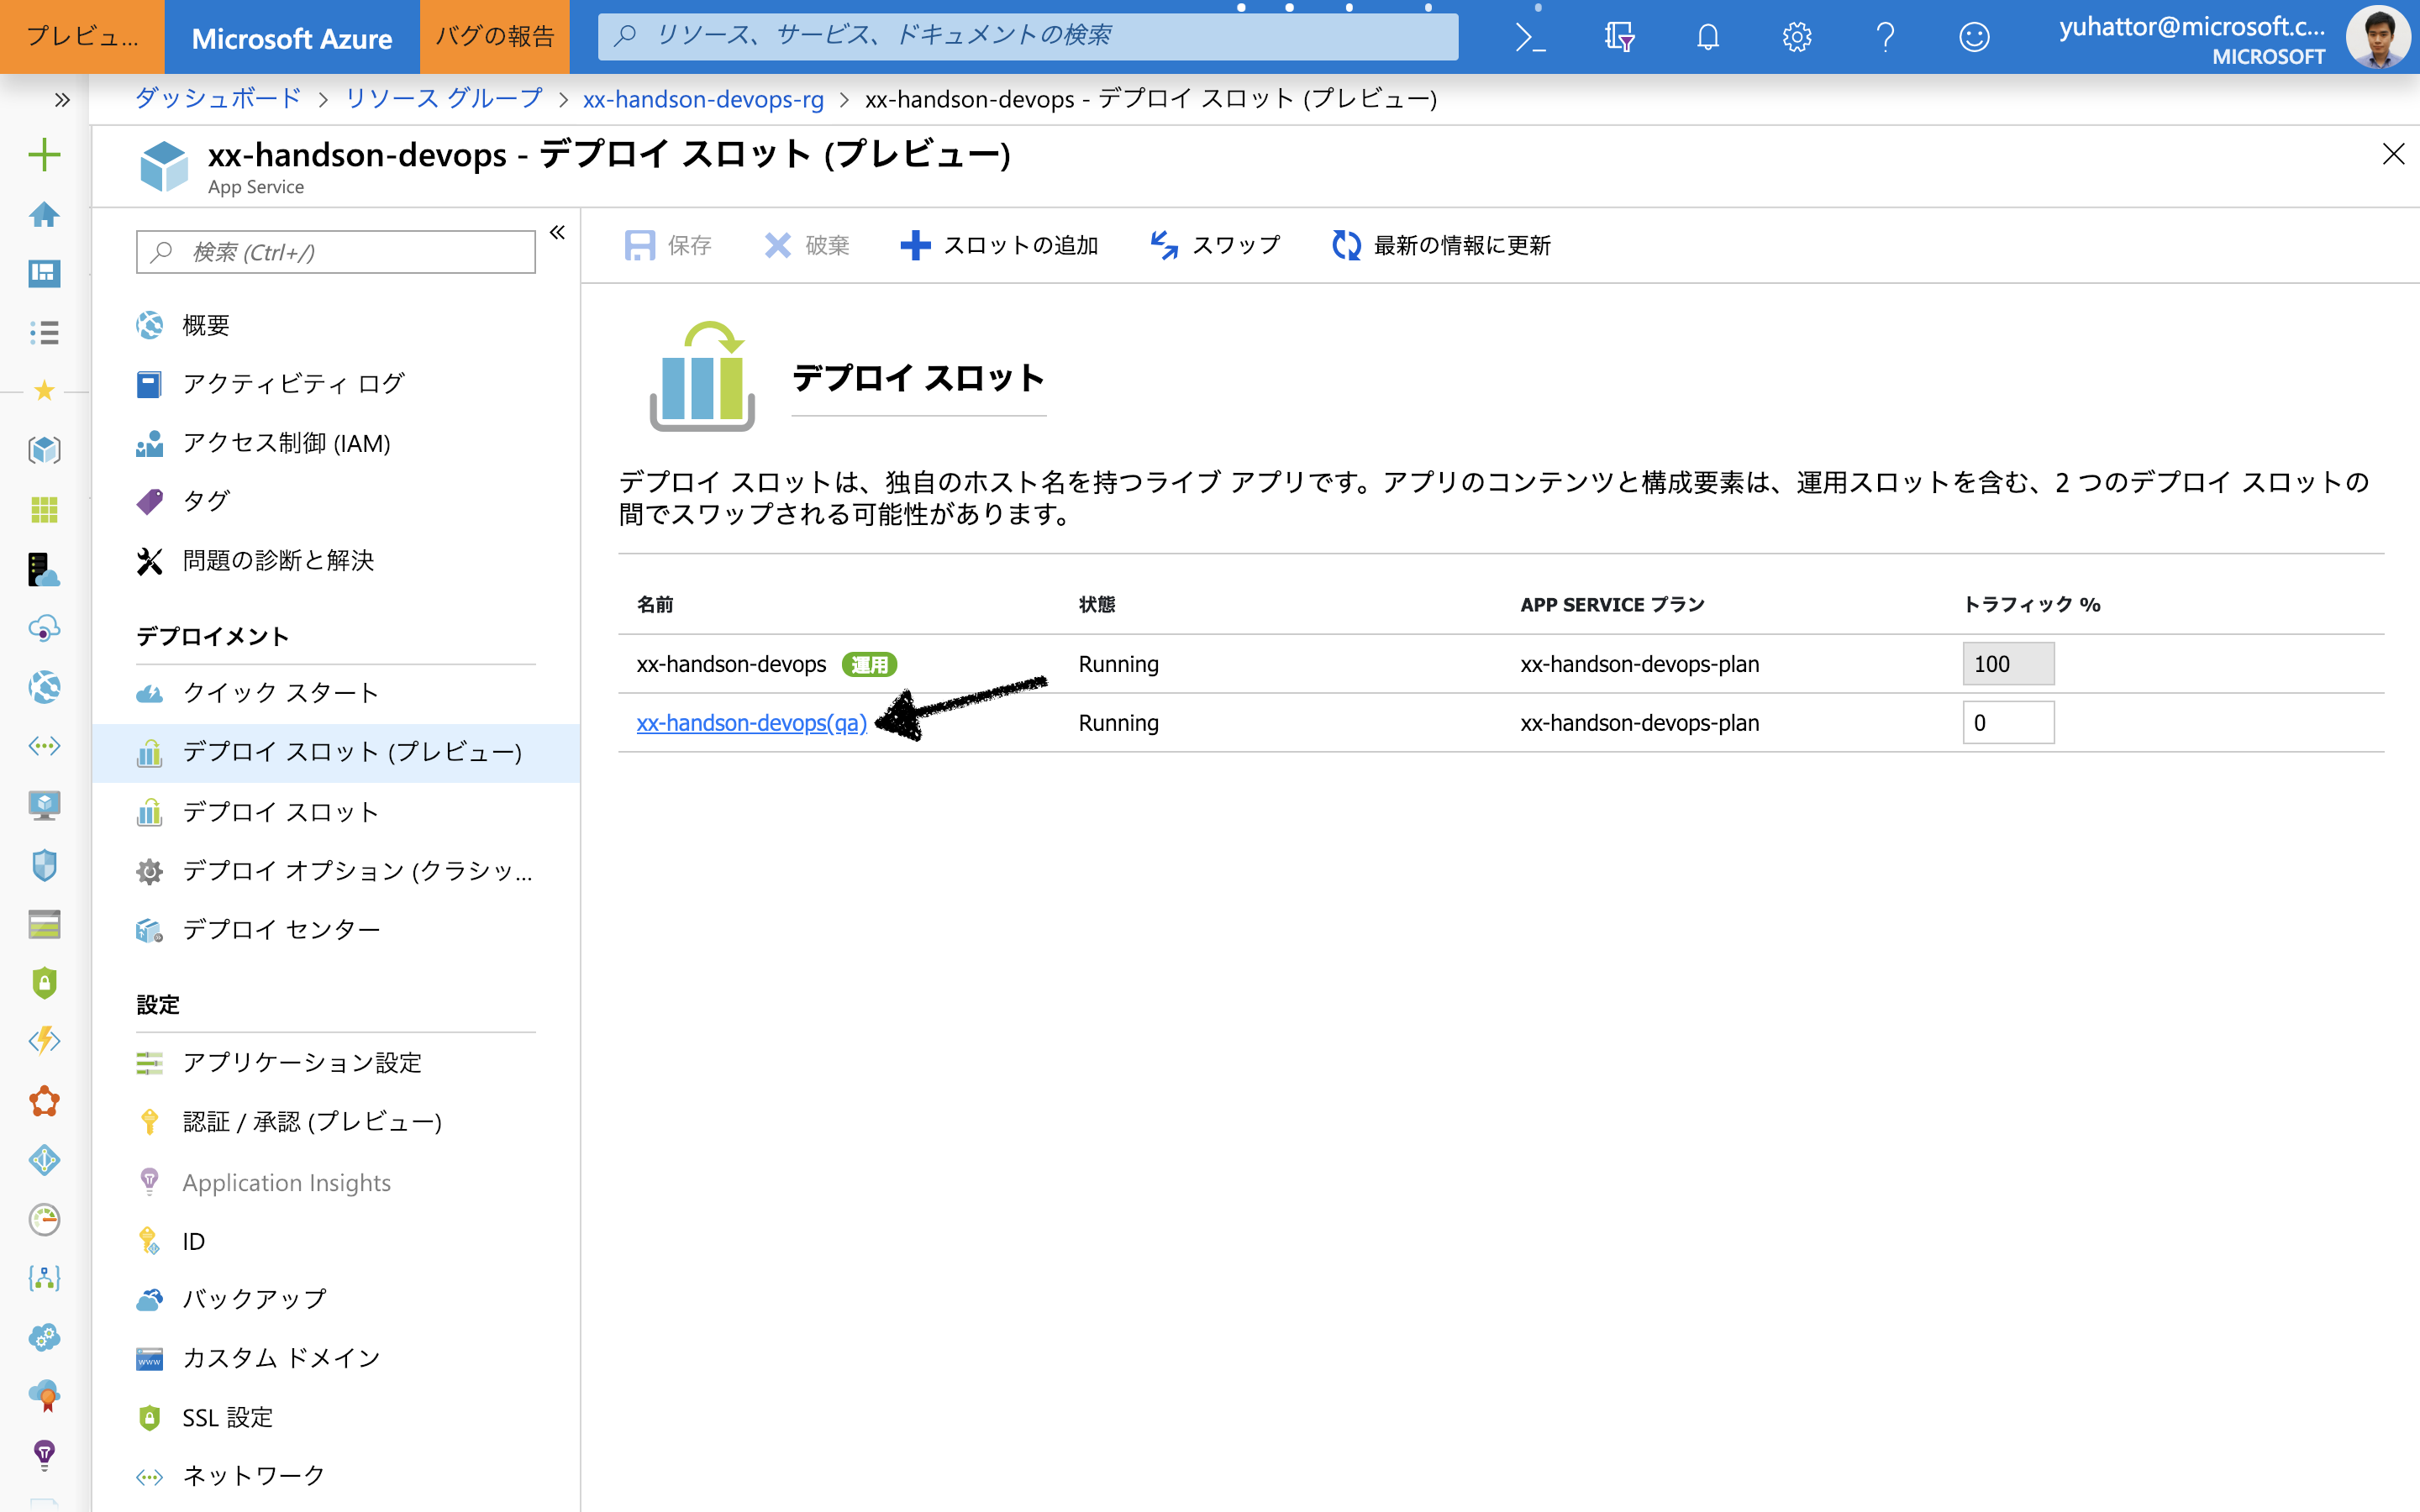 プレビュ...
Microsoft Azure
バグの報告
リソース、サービス、ドキュメントの検索
yuhattor@microsoft.c...
MICROSOFT
ダッシュボード > リソース グループ > xx-handson-devops-rg > xx-handson-devops - デプロイ スロット (プレビュー)
xx-handson-devops - デプロイ スロット (プレビュー)
App Service
検索 (Ctrl+/)
概要
アクティビティ ログ
アクセス制御 (IAM)
タグ
問題の診断と解決
デプロイメント
クイック スタート
デプロイ スロット (プレビュー)
デプロイ スロット
デプロイ オプション (クラシッ...
デプロイ センター
設定
アプリケーション設定
認証 / 承認 (プレビュー)
Application Insights
ID
バックアップ
カスタム ドメイン
SSL 設定
ネットワーク
保存 破棄 スロットの追加 スワップ 最新の情報に更新
デプロイ スロット
デプロイ スロットは、独自のホスト名を持つライブ アプリです。アプリのコンテンツと構成要素は、運用スロットを含む、2 つのデプロイ スロットの
間でスワップされる可能性があります。
名前 状態 APP SERVICE プラン トラフィック %
xx-handson-devops 運用 Running xx-handson-devops-plan 100
xx-handson-devops(qa) Running xx-handson-devops-plan 0